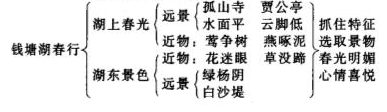 孤山寺 贾公亭
湖上春光 远景 水面平 云脚低 抓住特征
近物：莺争树 燕啄泥 选取景物
钱塘湖春行
近物：花迷眼 草没蹄 春光明媚
湖东景色 绿杨阴 心情喜悦
远景
白沙堤